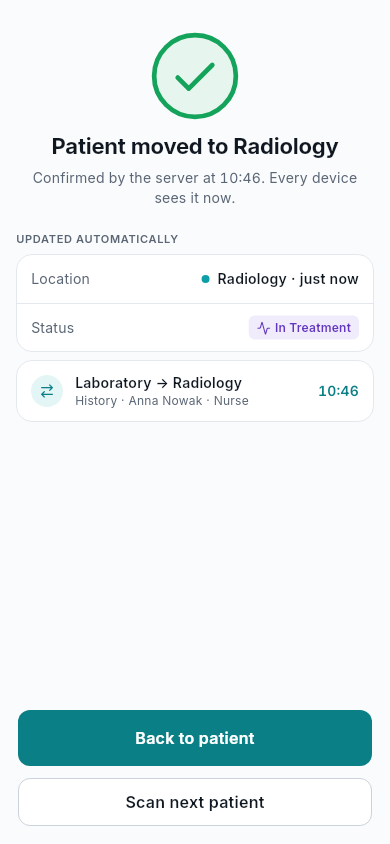 Patient moved to Radiology
Confirmed by the server at 10:46. Every device
sees it now.
UPDATED AUTOMATICALLY
Location
Radiology · just now
Status
In Treatment
Laboratory → Radiology
History · Anna Nowak · Nurse
10:46
Back to patient
Scan next patient